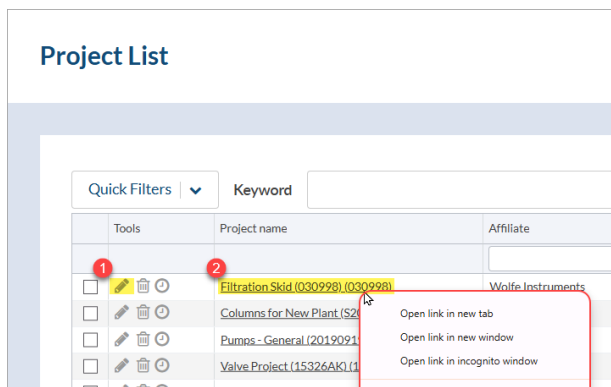 Project List
Quick Filters
Keyword
Tools Project name Affiliate
1 2
Filtration Skid (030998) (030998) Wolfe Instruments
Columns for New Plant (S2
Open link in new tab
Pumps - General (2019091
Open link in new window
Valve Project (15326AK) (1
Open link in incognito window